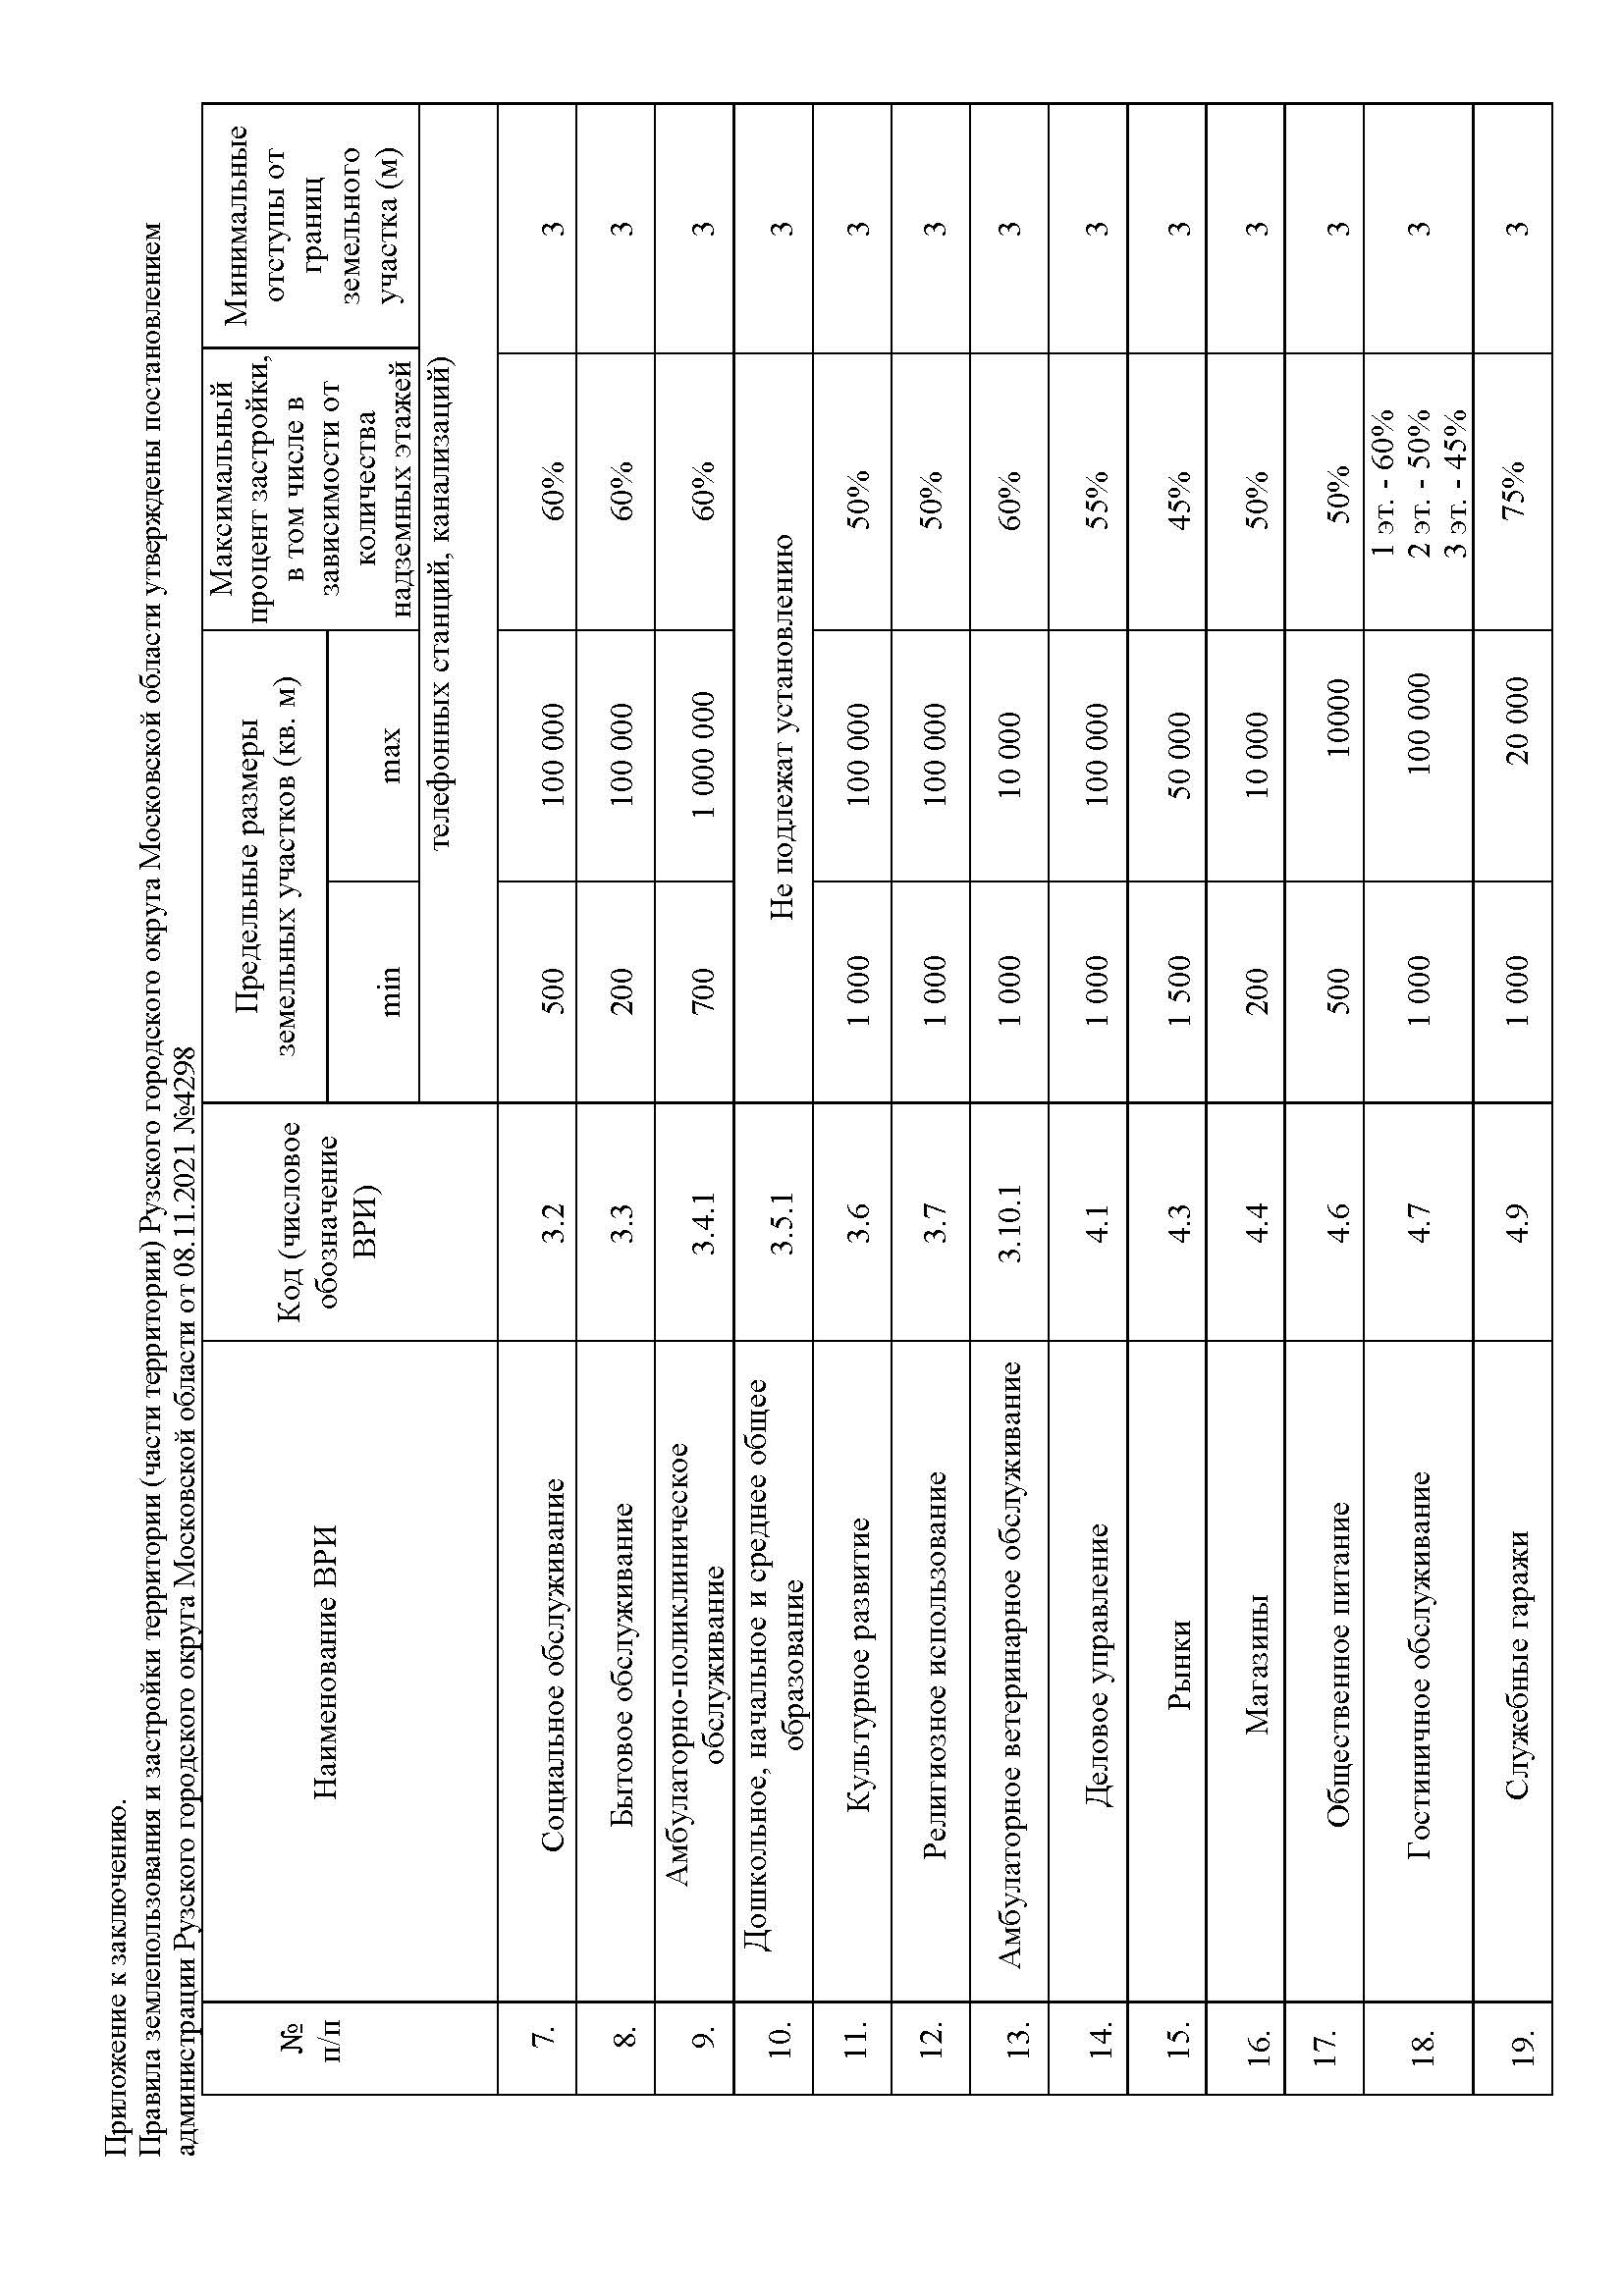 Приложение к заключению.
Правила землепользования и застройки территории (части территории) Рузского городского округа Московской области утверждены постановлением
администрации Рузского городского округа Московской области от 08.11.2021 №4298
№
п/п
Наименование ВРИ
Код (числовое
обозначение
ВРИ)
Предельные размеры
земельных участков (кв. м)
min
max
Максимальный
процент застройки,
в том числе в
зависимости от
количества
надземных этажей
Минимальные
отступы от
границ
земельного
участка (м)
телефонных станций, канализаций)
7. Социальное обслуживание 3.2 500 100 000 60% 3
8. Бытовое обслуживание 3.3 200 100 000 60% 3
9. Амбулаторно-поликлиническое
обслуживание
3.4.1 700 1 000 000 60% 3
10. Дошкольное, начальное и среднее общее
образование
3.5.1 Не подлежат установлению 3
11. Культурное развитие 3.6 1 000 100 000 50% 3
12. Религиозное использование 3.7 1 000 100 000 50% 3
13. Амбулаторное ветеринарное обслуживание 3.10.1 1 000 10 000 60% 3
14. Деловое управление 4.1 1 000 100 000 55% 3
15. Рынки 4.3 1 500 50 000 45% 3
16. Магазины 4.4 200 10 000 50% 3
17. Общественное питание 4.6 500 10000 50% 3
18. Гостиничное обслуживание 4.7 1 000 100 000
1 эт. - 60%
2 эт. - 50%
3 эт. - 45%
3
19. Служебные гаражи 4.9 1 000 20 000 75% 3